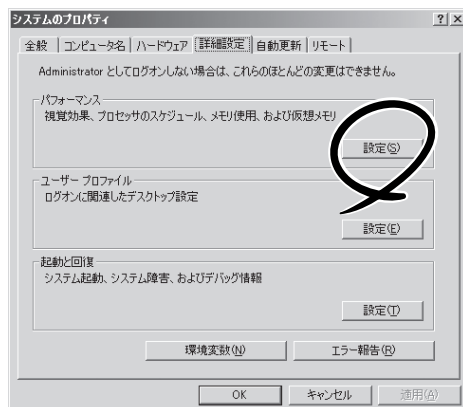 システムのプロパティ
全般 コンピュータ名 ハードウェア 詳細設定 自動更新 リモート
Administrator としてログオンしない場合は、これらのほとんどの変更はできません。
パフォーマンス
視覚効果、プロセッサのスケジュール、メモリ使用、および仮想メモリ
設定(S)
ユーザー プロファイル
ログオンに関連したデスクトップ設定
設定(E)
起動と回復
システム起動、システム障害、およびデバッグ情報
設定(T)
環境変数(N) エラー報告(R)
OK キャンセル 適用(A)